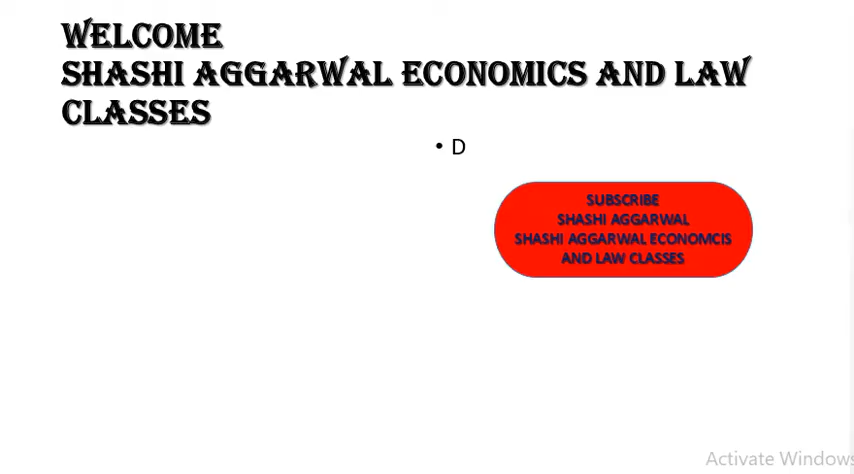 WELCOME
SHASHI AGGARWAL ECONOMICS AND LAW
CLASSES
• D
SUBSCRIBE
SHASHI AGGARWAL
SHASHI AGGARWAL ECONOMCIS
AND LAW CLASSES
Activate Windows